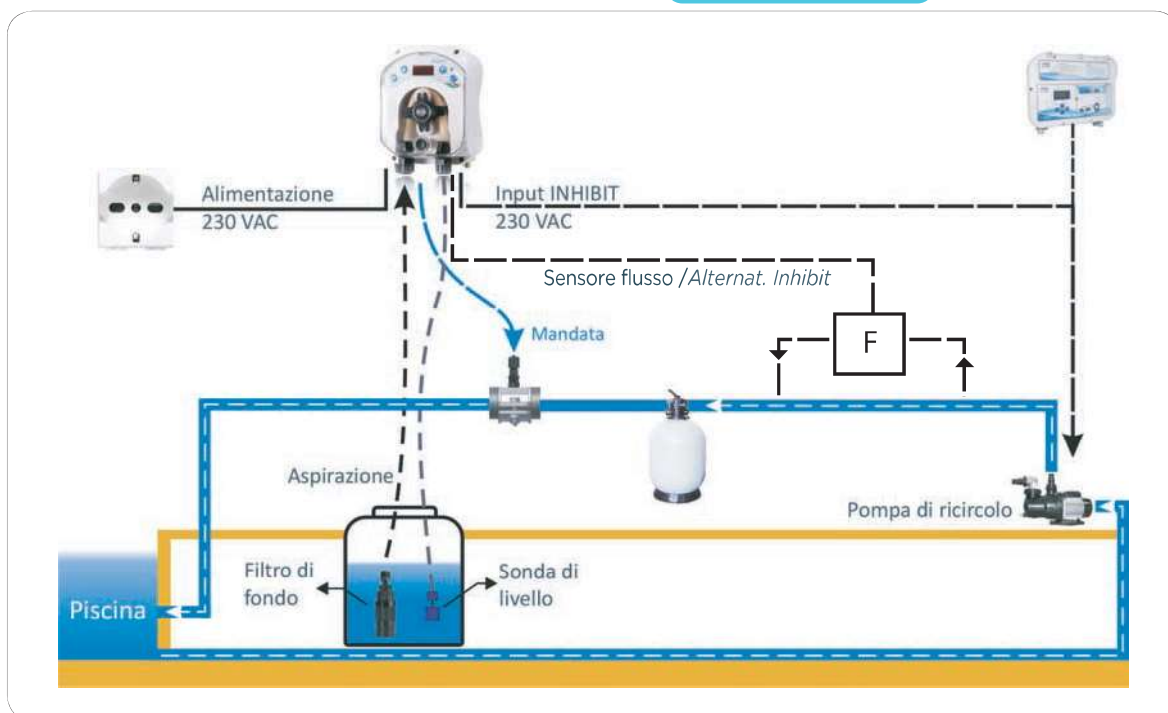 Alimentazione
230 VAC
Input INHIBIT
230 VAC
Sensore flusso /Alternat. Inhibit
F
Mandata
Aspirazione
Pompa di ricircolo
Filtro di
fondo
Sonda di
livello
Piscina